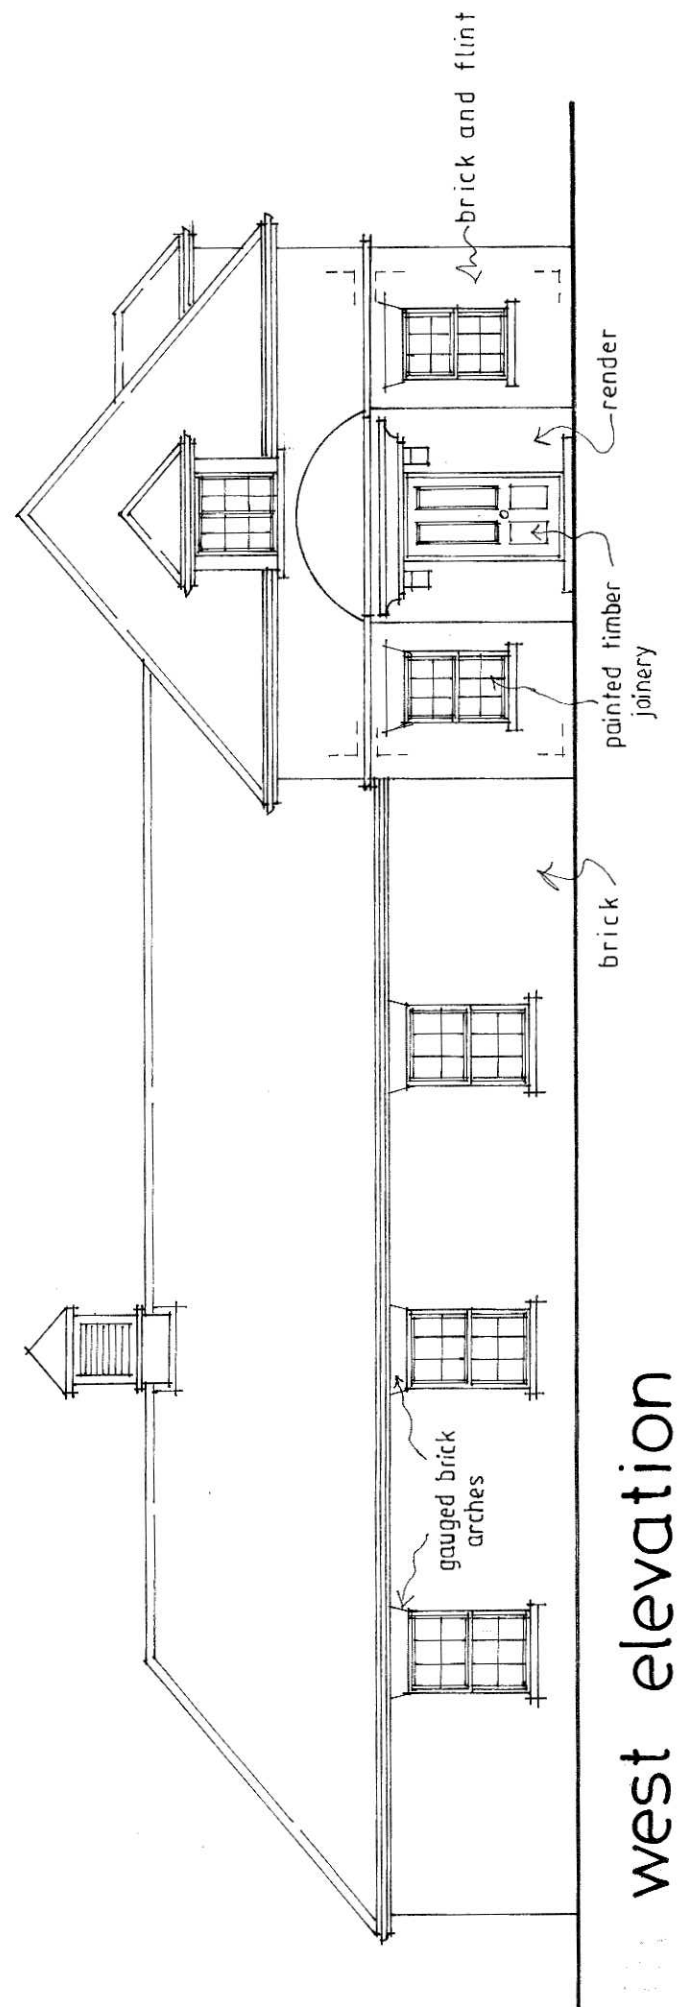 gauged brick
arches
brick
painted timber
joinery
render
brick and flint
west elevation